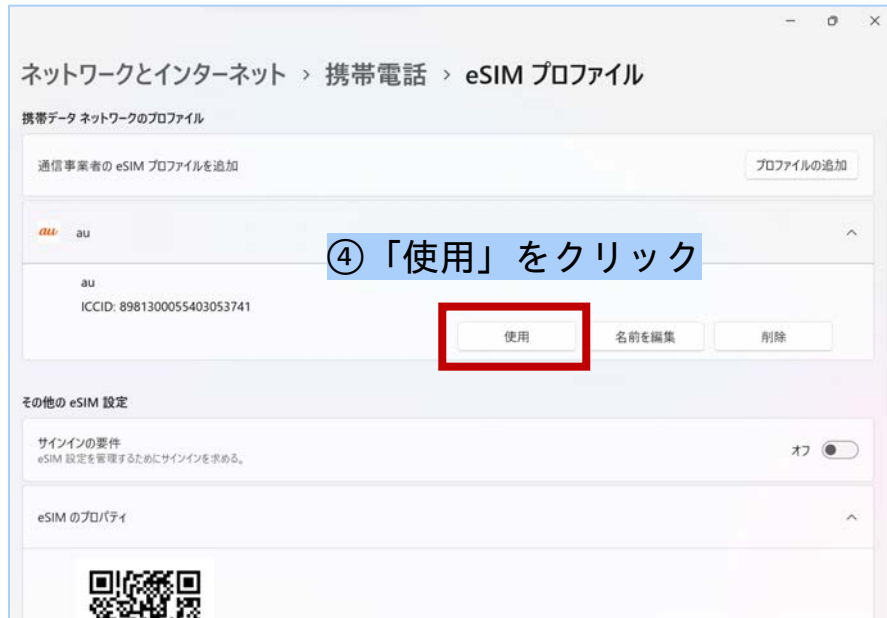 ネットワークとインターネット › 携帯電話 › eSIM プロファイル
携帯データ ネットワークのプロファイル
通信事業者の eSIM プロファイルを追加
プロファイルの追加
au au
④「使用」をクリック
au
ICCID: 8981300055403053741
使用 名前を編集 削除
その他の eSIM 設定
サインインの要件
オフ
eSIM 設定を管理するためにサインインを求める。
eSIM のプロパティ